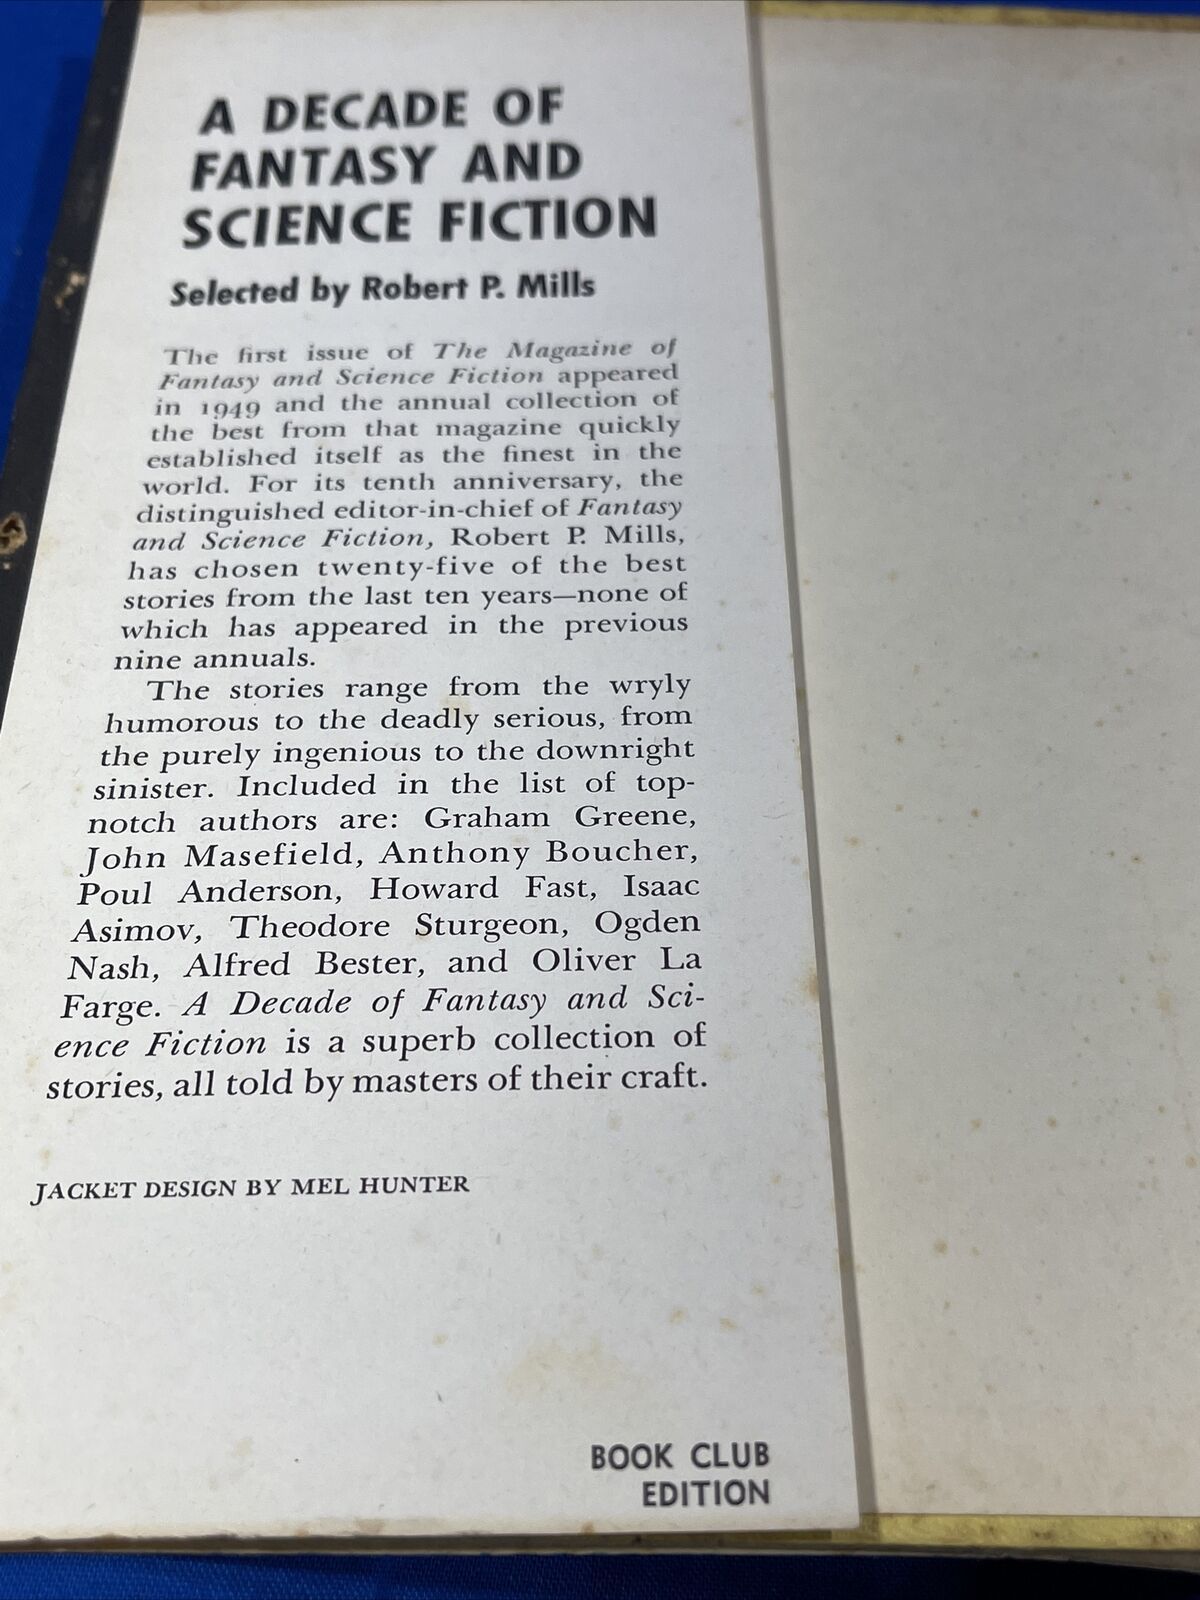 A DECADE OF
FANTASY AND
SCIENCE FICTION
Selected by Robert P. Mills
The first issue of The Magazine of
Fantasy and Science Fiction appeared
in 1949 and the annual collection of
the best from that magazine quickly
established itself as the finest in the
world. For its tenth anniversary, the
distinguished editor-in-chief of Fantasy
and Science Fiction, Robert P. Mills,
has chosen twenty-five of the best
stories from the last ten years—none of
which has appeared in the previous
nine annuals.
The stories range from the wryly
humorous to the deadly serious, from
the purely ingenious to the downright
sinister. Included in the list of top-
notch authors are: Graham Greene,
John Masefield, Anthony Boucher,
Poul Anderson, Howard Fast, Isaac
Asimov, Theodore Sturgeon, Ogden
Nash, Alfred Bester, and Oliver La
Farge. A Decade of Fantasy and Sci-
ence Fiction is a superb collection of
stories, all told by masters of their craft.
JACKET DESIGN BY MEL HUNTER
BOOK CLUB
EDITION